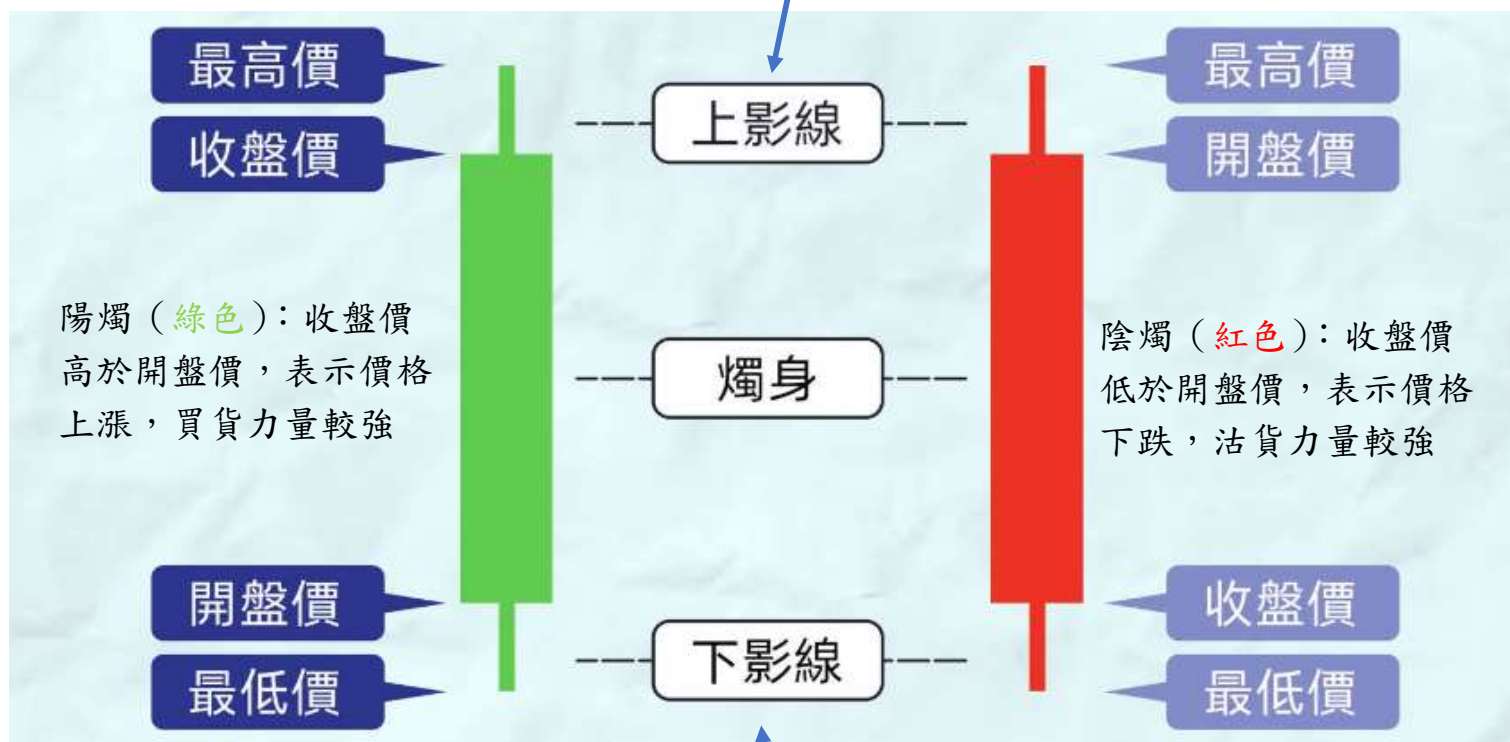 最高價
收盤價
上影線
最高價
開盤價
陽燭（綠色）：收盤價
高於開盤價，表示價格
上漲，買貨力量較強
燭身
陰燭（紅色）：收盤價
低於開盤價，表示價格
下跌，沽貨力量較強
開盤價
最低價
下影線
收盤價
最低價